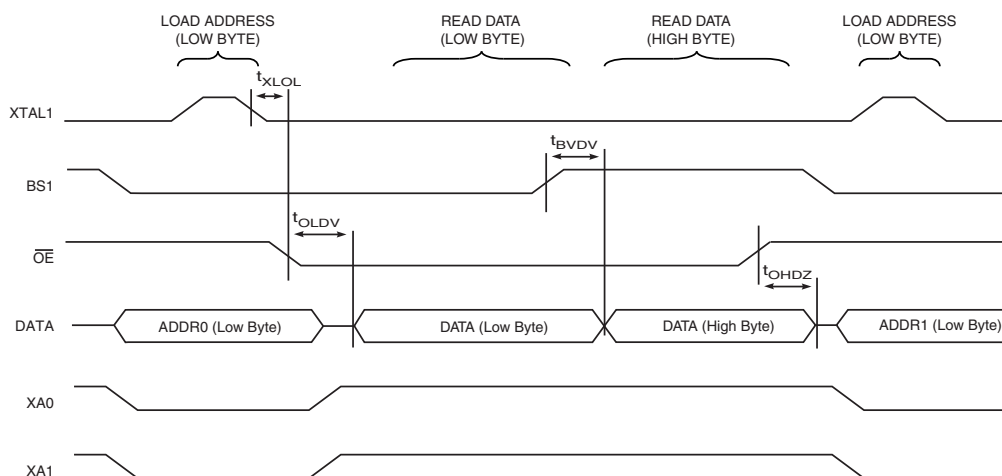 LOAD ADDRESS
(LOW BYTE)
READ DATA
(LOW BYTE)
READ DATA
(HIGH BYTE)
LOAD ADDRESS
(LOW BYTE)
tXLOL
XTAL1
tBVDV
BS1
tOLDV
OE
tOHDZ
DATA
ADDR0 (Low Byte)
DATA (Low Byte)
DATA (High Byte)
ADDR1 (Low Byte)
XA0
XA1